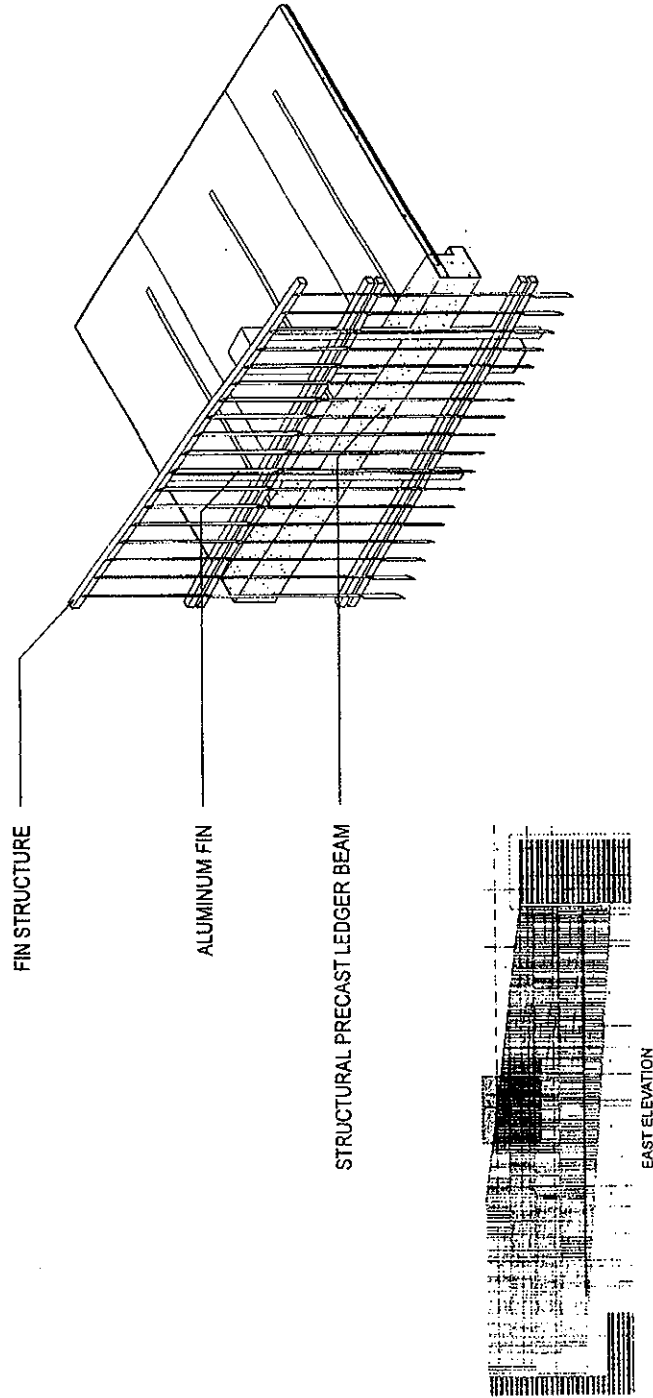 FIN STRUCTURE
ALUMINUM FIN
STRUCTURAL PRECAST LEDGER BEAM
EAST ELEVATION